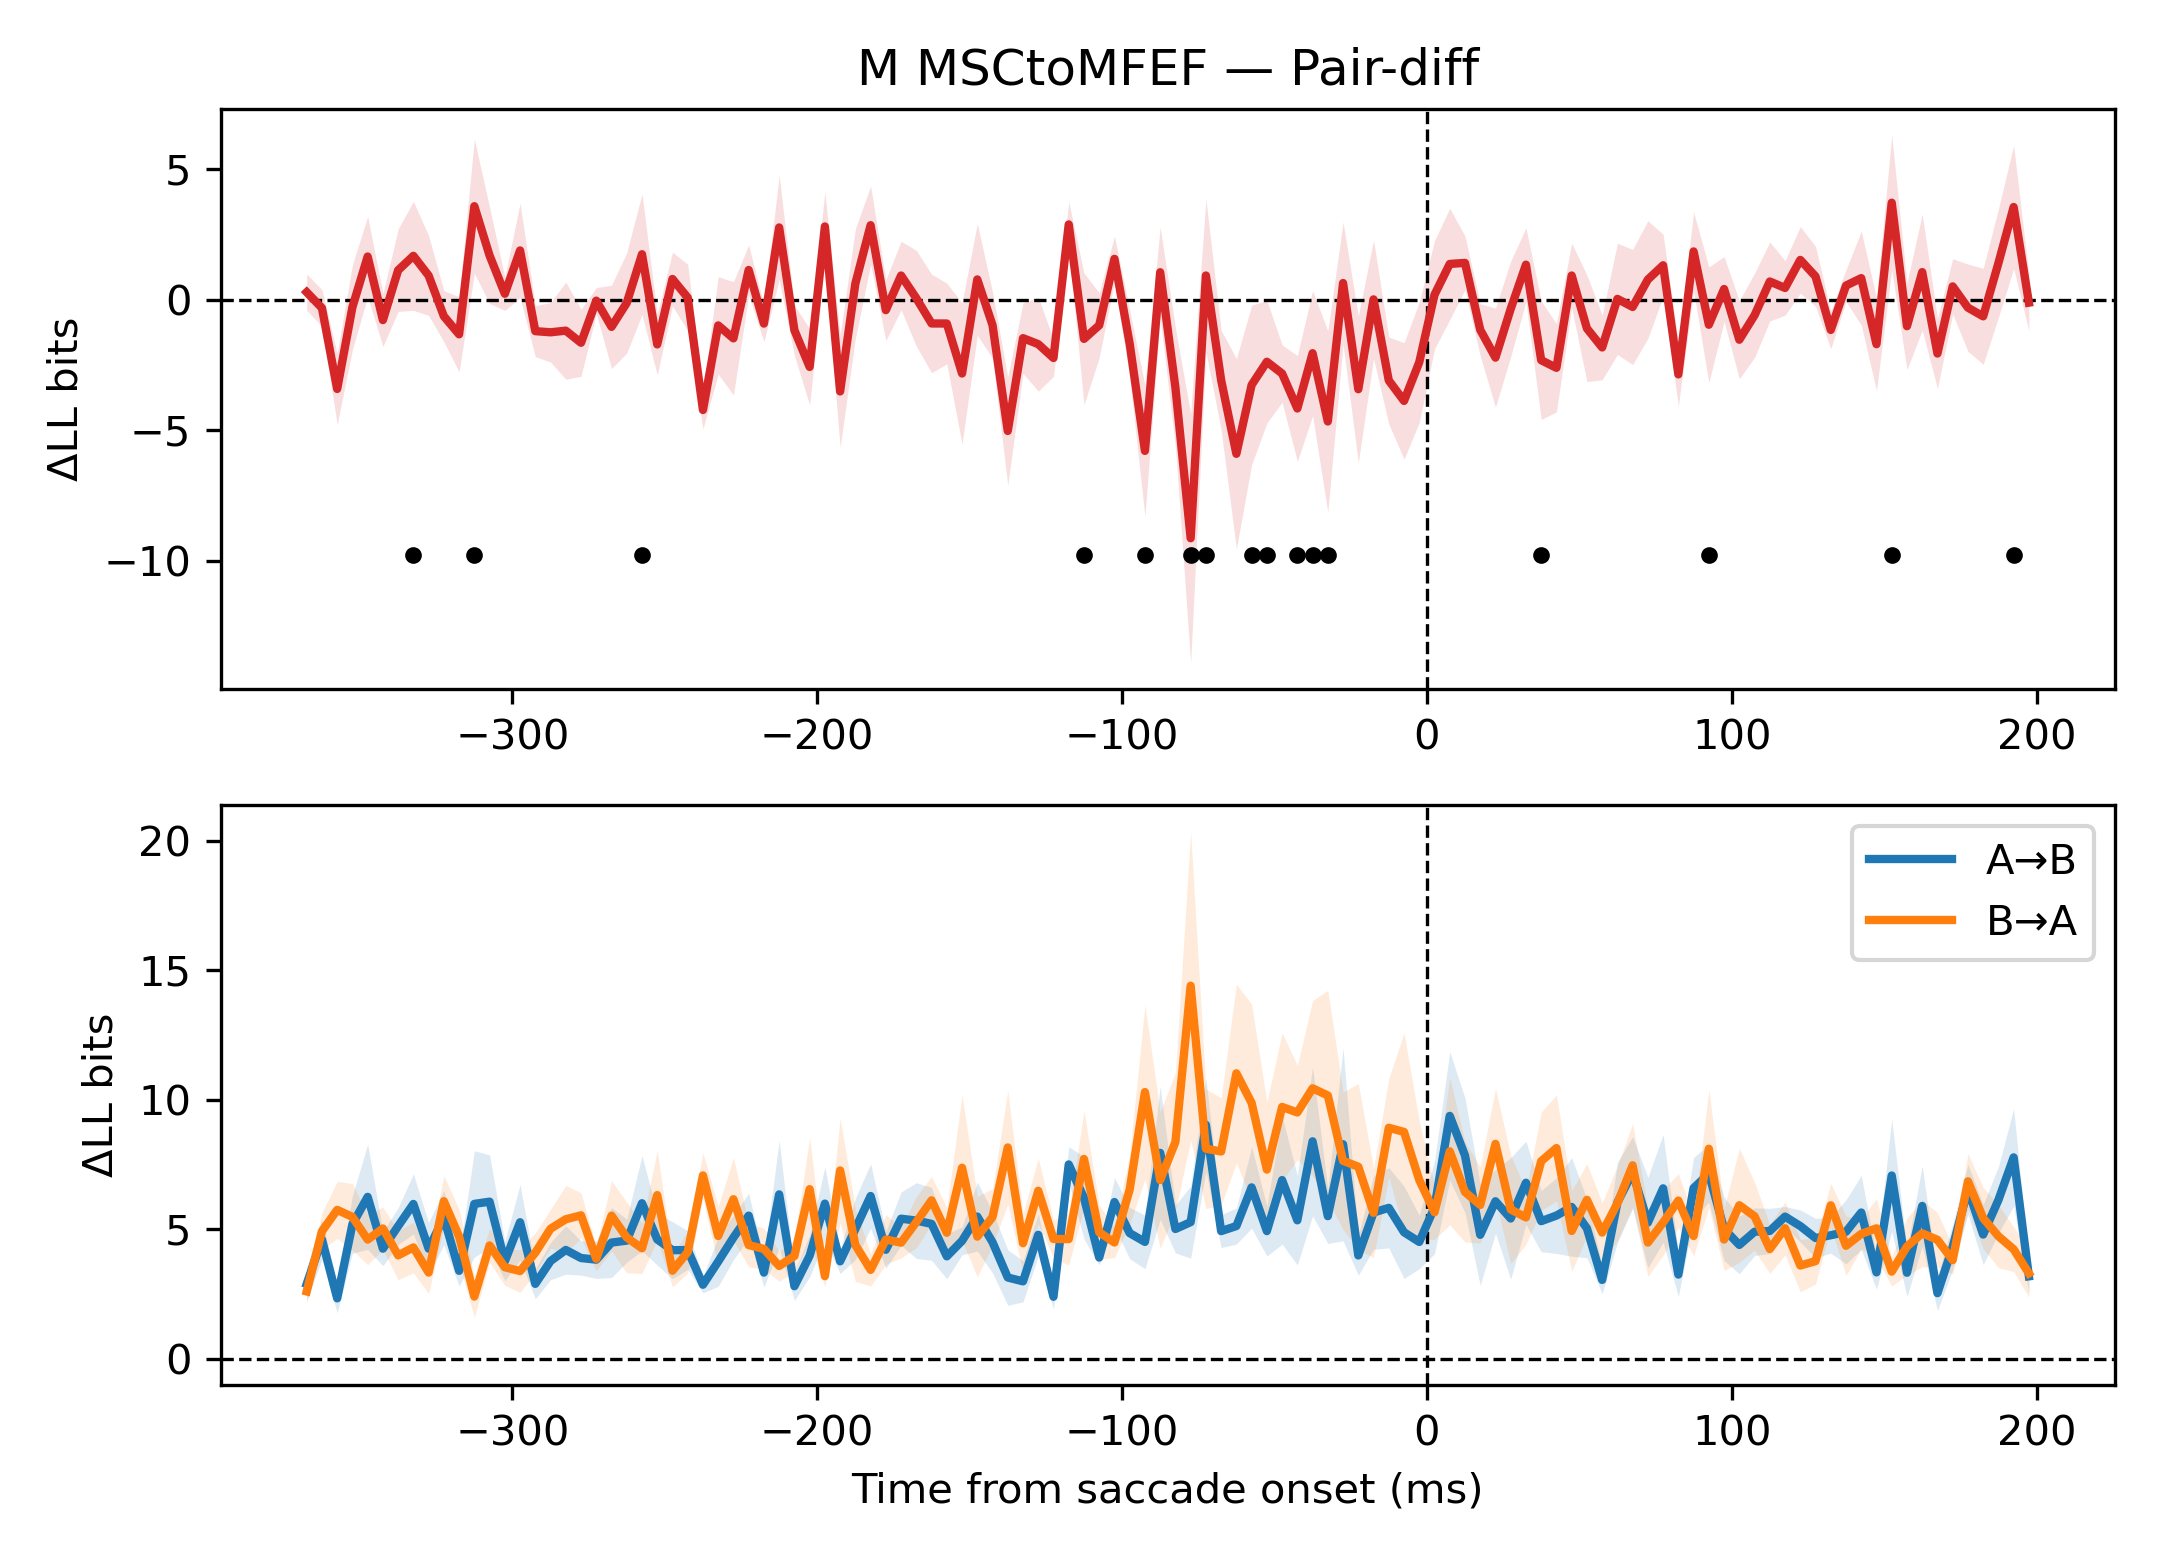 M MSCtoMFEF — Pair-diff
ΔLL bits
5
0
−5
−10
−300 −200 −100 0 100 200
ΔLL bits
20
15
10
5
0
A→B
B→A
−300 −200 −100 0 100 200
Time from saccade onset (ms)